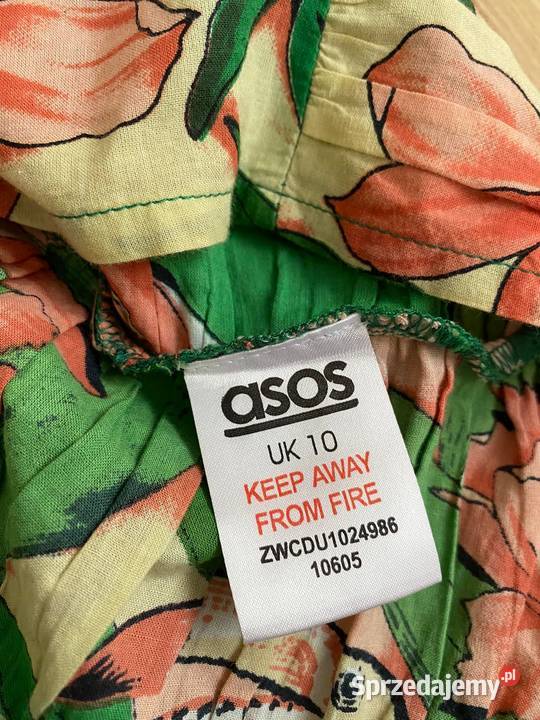 asos
UK 10
KEEP AWAY
FROM FIRE
ZWCDU1024986
10605
Sprzedajemy.pl